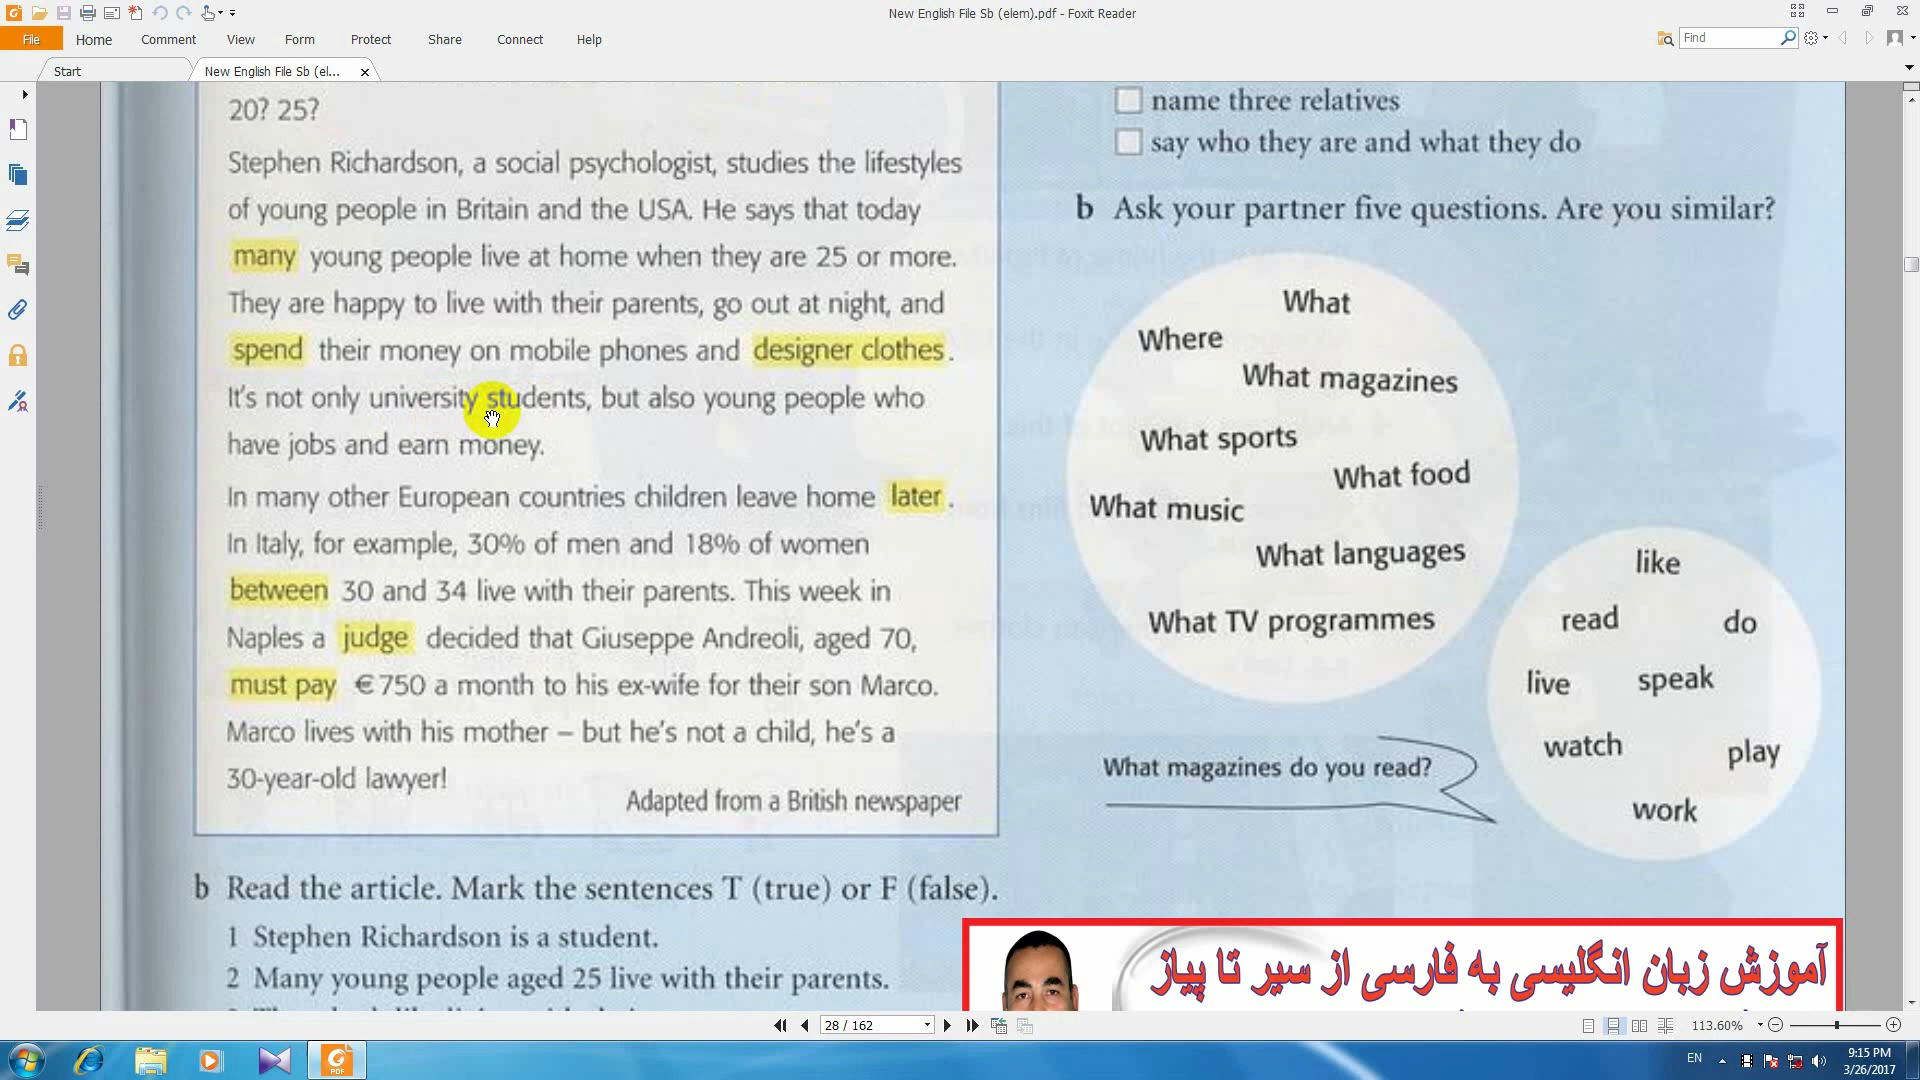 New English File Sb (elem).pdf - Foxit Reader
File Home Comment View Form Protect Share Connect Help
Find
Start
New English File Sb (el...
20? 25?
Stephen Richardson, a social psychologist, studies the lifestyles
of young people in Britain and the USA. He says that today
many young people live at home when they are 25 or more.
They are happy to live with their parents, go out at night, and
spend their money on mobile phones and designer clothes.
It's not only university students, but also young people who
have jobs and earn money.
In many other European countries children leave home later.
In Italy, for example, 30% of men and 18% of women
between 30 and 34 live with their parents. This week in
Naples a judge decided that Giuseppe Andreoli, aged 70,
must pay €750 a month to his ex-wife for their son Marco.
Marco lives with his mother – but he's not a child, he's a
30-year-old lawyer!
Adapted from a British newspaper
b Read the article. Mark the sentences T (true) or F (false).
1 Stephen Richardson is a student.
2 Many young people aged 25 live with their parents.
name three relatives
say who they are and what they do
b Ask your partner five questions. Are you similar?
What
Where
What magazines
What sports
What food
What music
What languages
What TV programmes
like
read
do
live
speak
watch
play
work
What magazines do you read?
آموزش زبان انگلیسی به فارسی از سیر تا پیاز
28 / 162
113.60%
EN
9:15 PM
3/26/2017
PDF